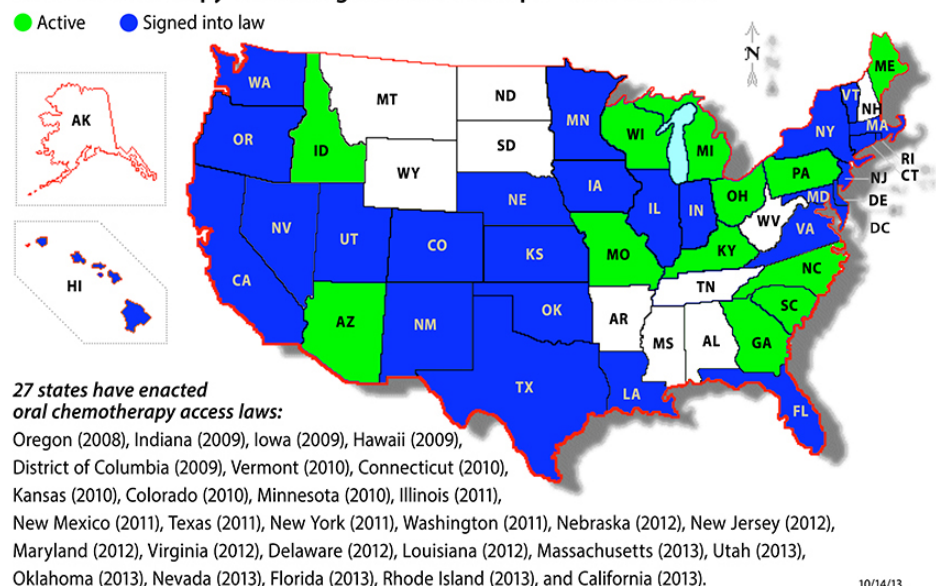 Active Signed into law
N
WA
MT
ND
MN
ME
VT
NH
AK
OR
ID
SD
WI
MI
NY
MA
WY
RI
CT
PA
NJ
IA
NE
OH
DE
MD
IL
IN
WV
NV
UT
CO
VA
DC
KS
MO
KY
CA
NC
HI
TN
OK
SC
AZ
NM
AR
MS
AL
GA
TX
LA
FL
27 states have enacted
oral chemotherapy access laws:
Oregon (2008), Indiana (2009), Iowa (2009), Hawaii (2009),
District of Columbia (2009), Vermont (2010), Connecticut (2010),
Kansas (2010), Colorado (2010), Minnesota (2010), Illinois (2011),
New Mexico (2011), Texas (2011), New York (2011), Washington (2011), Nebraska (2012), New Jersey (2012),
Maryland (2012), Virginia (2012), Delaware (2012), Louisiana (2012), Massachusetts (2013), Utah (2013),
Oklahoma (2013), Nevada (2013), Florida (2013), Rhode Island (2013), and California (2013).
10/14/13